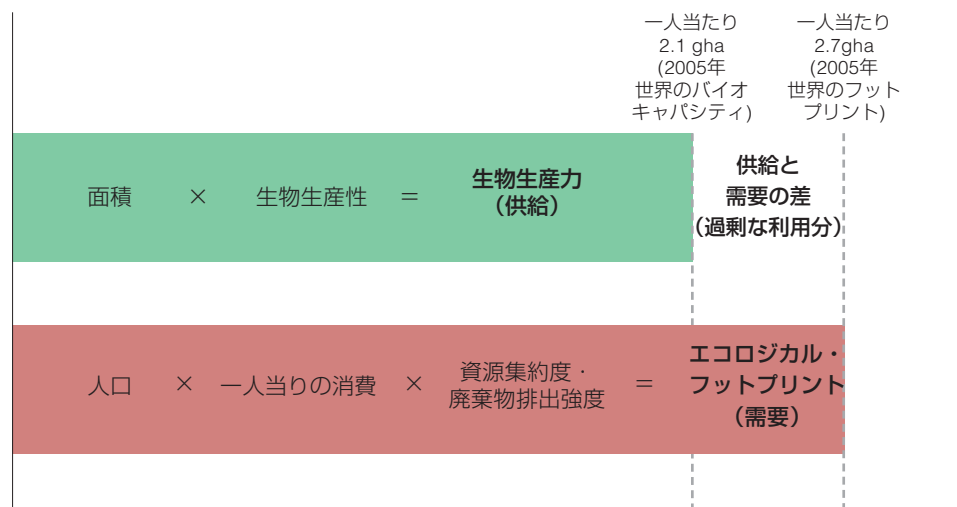 一人当たり
2.1 gha
(2005年
世界のバイオ
キャパシティ)
一人当たり
2.7gha
(2005年
世界のフット
プリント)
面積 × 生物生産性 = 生物生産力
（供給）
供給と
需要の差
（過剰な利用分）
人口 × 一人当りの消費 × 資源集約度・
廃棄物排出強度 = エコロジカル・
フットプリント
（需要）